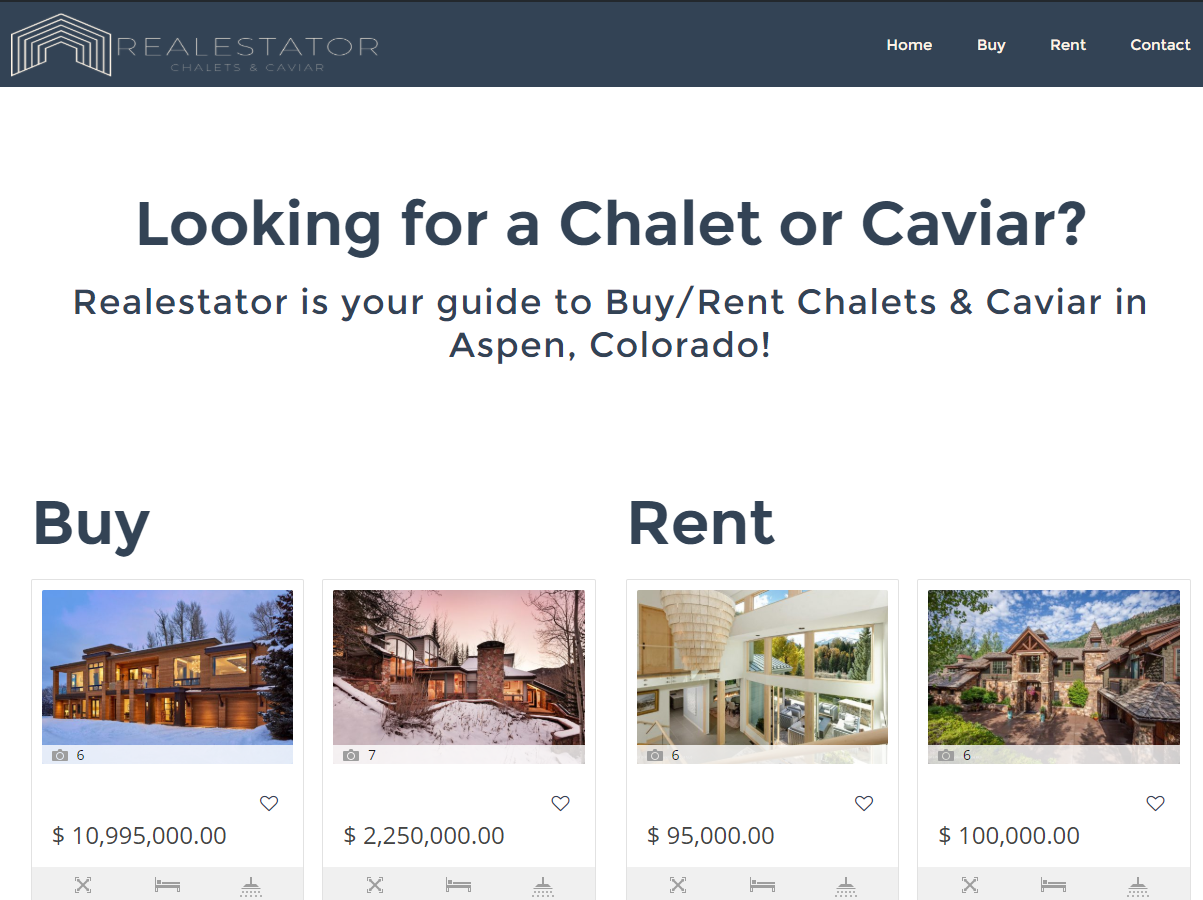 REALESTATOR
CHALETS & CAVIAR
Home Buy Rent Contact
Looking for a Chalet or Caviar?
Realestator is your guide to Buy/Rent Chalets & Caviar in
Aspen, Colorado!
Buy
Rent
6
7
6
6
$ 10,995,000.00
$ 2,250,000.00
$ 95,000.00
$ 100,000.00